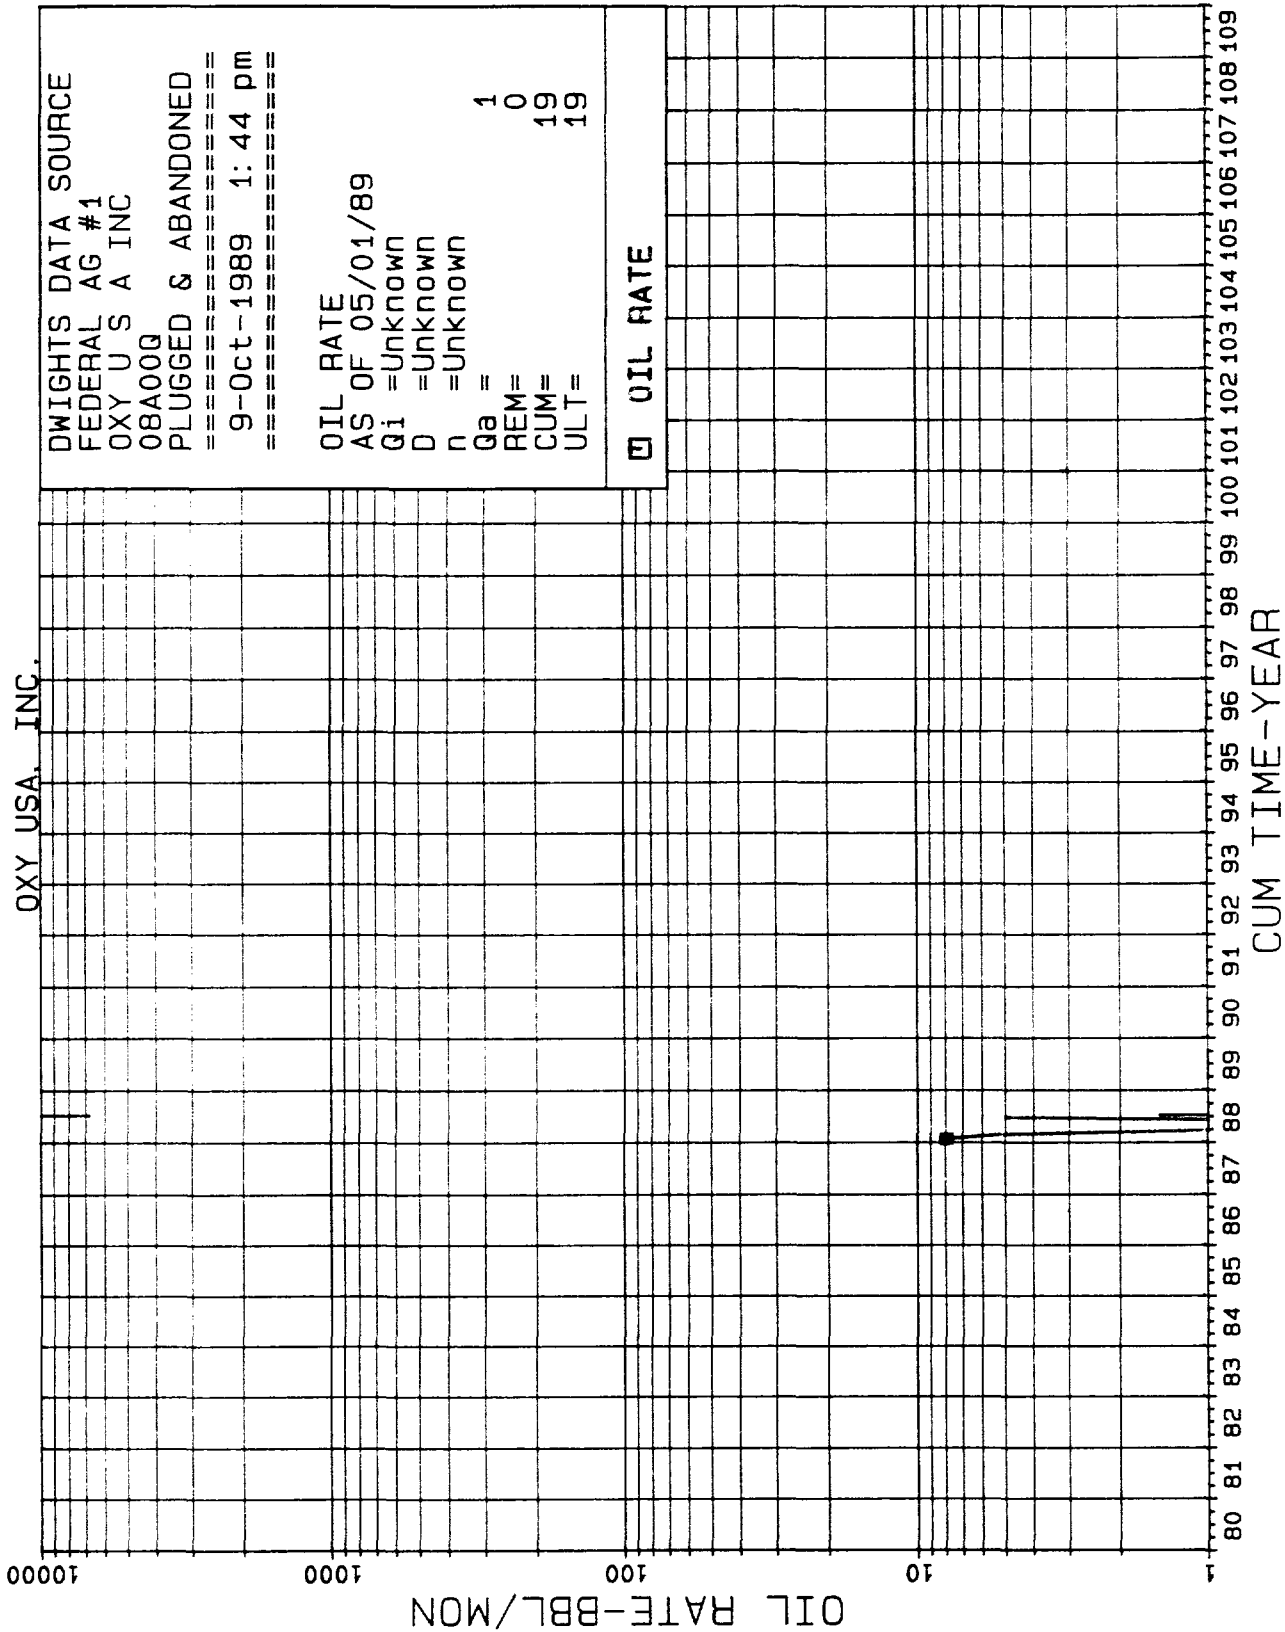 OXY USA, INC.
DWIGHTS DATA SOURCE
FEDERAL AG #1
OXY U S A INC
08A00Q
PLUGGED & ABANDONED
========================
9-Oct-1989 1:44 pm
========================
OIL RATE
AS OF 05/01/89
Qi =Unknown
D =Unknown
n =Unknown
Qa = 1
REM= 0
CUM= 19
ULT= 19
OIL RATE
OIL RATE-BBL/MON
10000
1000
100
10
1
80 81 82 83 84 85 86 87 88 89 90 91 92 93 94 95 96 97 98 99 100 101 102 103 104 105 106 107 108 109
CUM TIME-YEAR